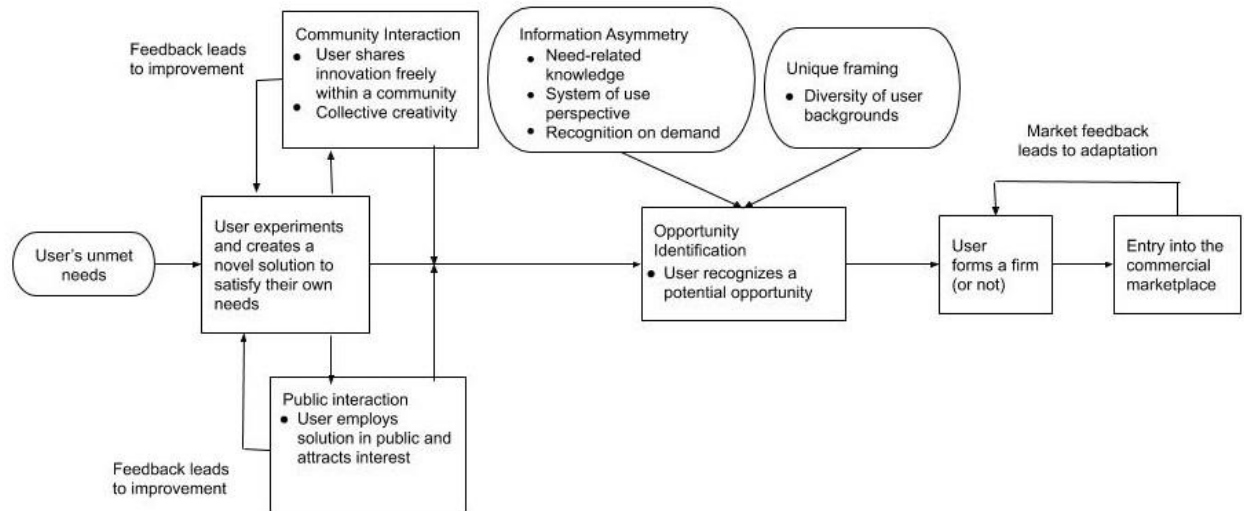 Feedback leads
to improvement
Community Interaction
● User shares
innovation freely
within a community
● Collective creativity
Information Asymmetry
● Need-related
knowledge
● System of use
perspective
● Recognition on demand
Unique framing
● Diversity of user
backgrounds
Market feedback
leads to adaptation
User's unmet
needs
User experiments
and creates a
novel solution to
satisfy their own
needs
Opportunity
Identification
● User recognizes a
potential opportunity
User
forms a firm
(or not)
Entry into the
commercial
marketplace
Public interaction
● User employs
solution in public and
attracts interest
Feedback leads
to improvement